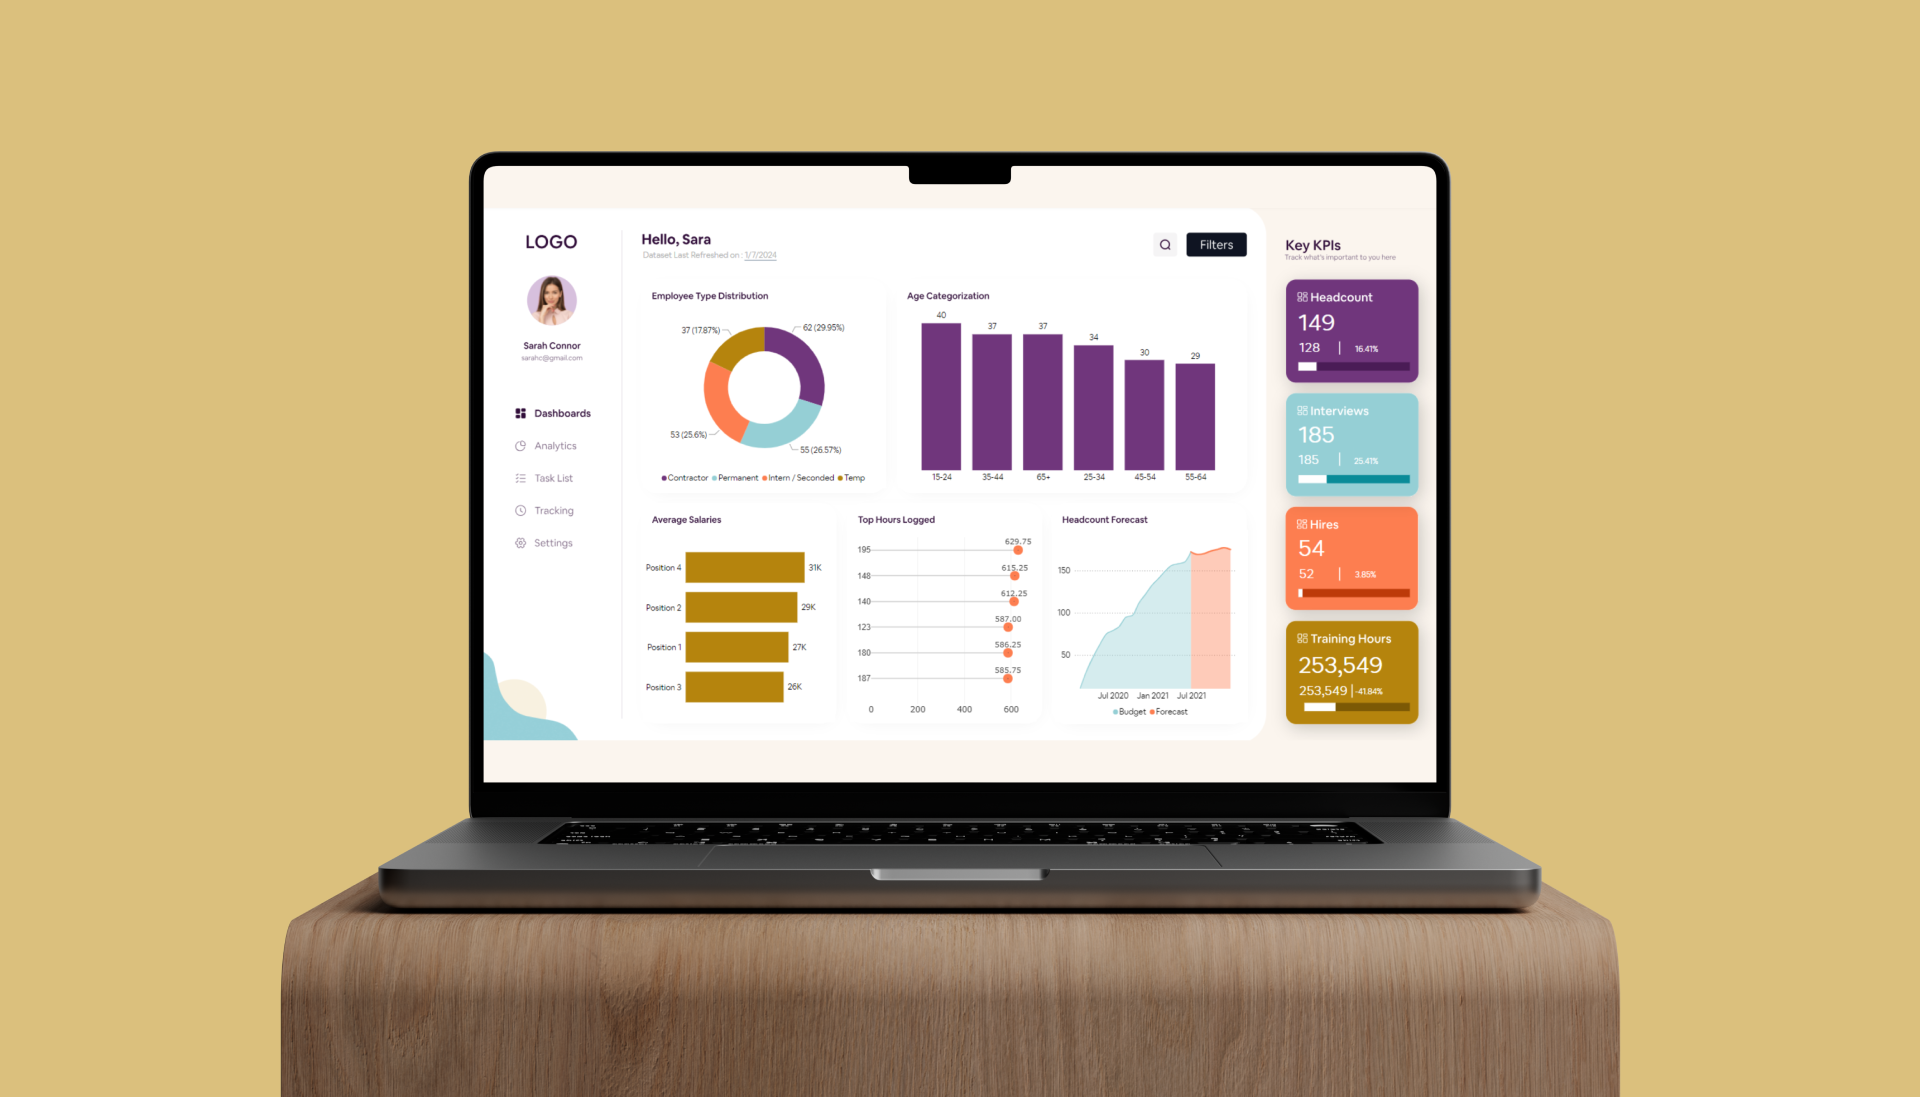 LOGO
Sarah Connor
sarahc@gmail.com
Dashboards
Analytics
Task List
Tracking
Settings
Hello, Sara
Dataset Last Refreshed on : 1/7/2024
Filters
Employee Type Distribution
37 (17.87%)
62 (29.95%)
53 (25.6%)
55 (26.57%)
Contractor Permanent Intern / Seconded Temp
Age Categorization
40 37 37 34 30 29
15-24 35-44 65+ 25-34 45-54 55-64
Average Salaries
Position 4 31K
Position 2 29K
Position 1 27K
Position 3 26K
Top Hours Logged
195 629.75
148 615.25
140 612.25
123 587.00
180 586.25
187 585.75
0 200 400 600
Headcount Forecast
150
100
50
Jul 2020 Jan 2021 Jul 2021
Budget Forecast
Key KPIs
Track what's important to you here
Headcount
149
128 | 16.41%
Interviews
185
185 | 25.41%
Hires
54
52 | 3.85%
Training Hours
253,549
253,549 | -41.84%